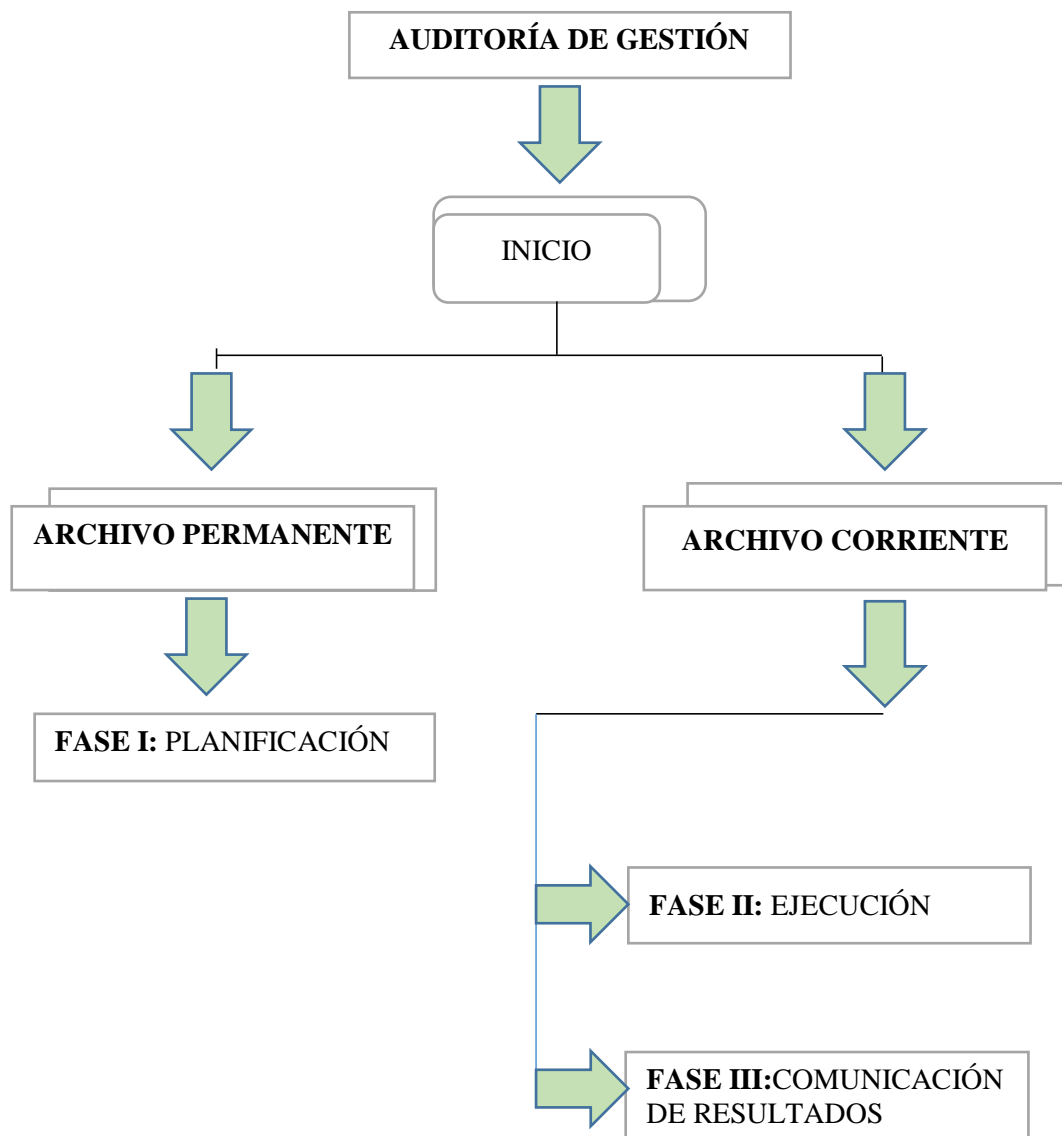 AUDITORÍA DE GESTIÓN
INICIO
ARCHIVO PERMANENTE
ARCHIVO CORRIENTE
FASE I: PLANIFICACIÓN
FASE II: EJECUCIÓN
FASE III:COMUNICACIÓN
DE RESULTADOS